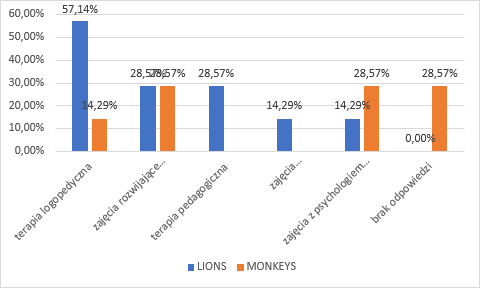 60,00%
50,00%
40,00%
30,00%
20,00%
10,00%
0,00%
57,14%
14,29%
28,57%
28,57%
28,57%
14,29%
14,29%
28,57%
0,00%
28,57%
terapia logopedyczna
zajęcia rozwijające…
terapia pedagogiczna
zajęcia…
zajęcia z psychologiem…
brak odpowiedzi
LIONS MONKEYS